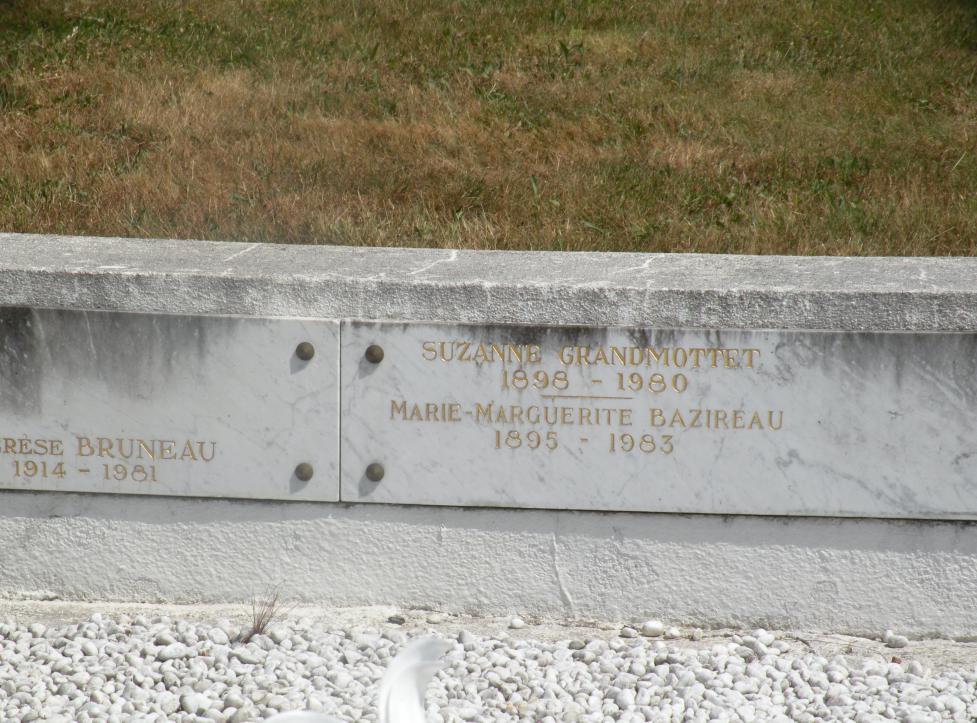 BRUNEAU
1914 - 1981
SUZANNE GRANDMOTTET
1898 - 1980
MARIE-MARGUERITE BAZIREAU
1895 - 1983